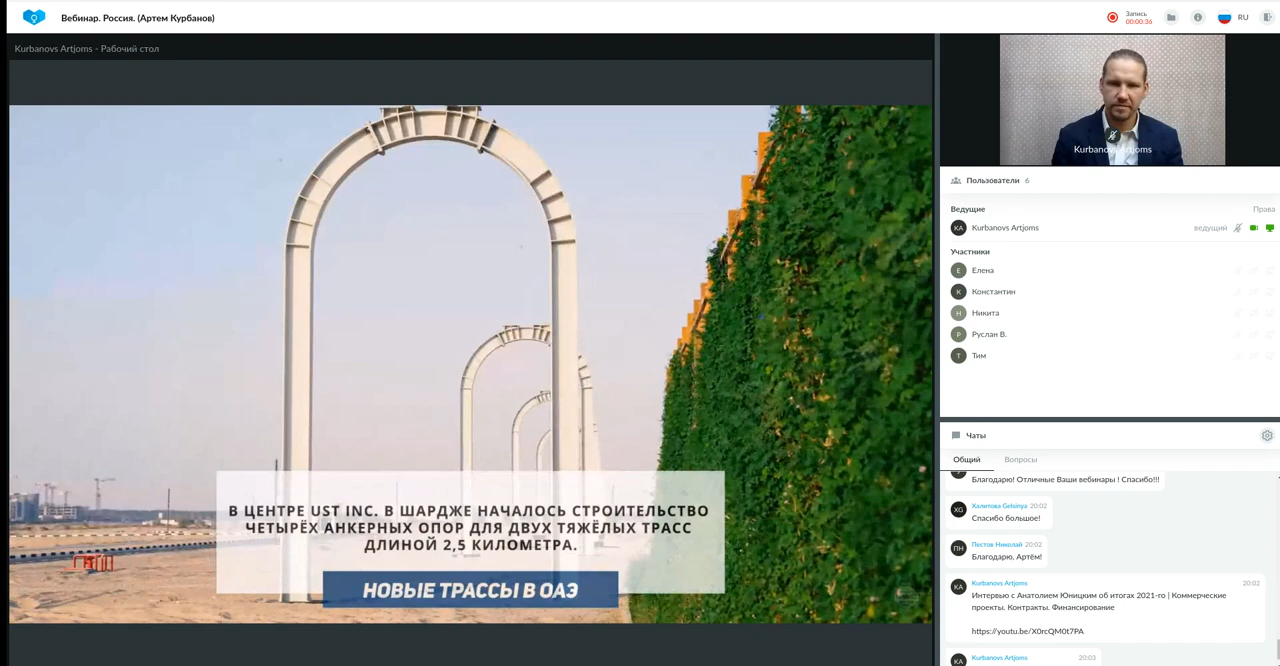 Вебинар. Россия. (Артем Курбанов)
Запись
00:00:36
RU
Kurbanovs Artjoms - Рабочий стол
В ЦЕНТРЕ UST INC. В ШАРДЖЕ НАЧАЛОСЬ СТРОИТЕЛЬСТВО
ЧЕТЫРЁХ АНКЕРНЫХ ОПОР ДЛЯ ДВУХ ТЯЖЁЛЫХ ТРАСС
ДЛИНОЙ 2,5 КИЛОМЕТРА.
НОВЫЕ ТРАССЫ В ОАЭ
Kurbanovs Artjoms
Пользователи 6
Ведущие Права
KA Kurbanovs Artjoms ведущий
Участники
Е Елена
К Константин
Н Никита
Р Руслан В.
Т Тим
Чаты
Общий Вопросы
Благодарю! Отличные Ваши вебинары ! Спасибо!!!
XG Халитова Gelsinya 20:02
Спасибо большое!
ПН Пестов Николай 20:02
Благодарю, Артём!
KA Kurbanovs Artjoms 20:02
Интервью с Анатолием Юницким об итогах 2021-го | Коммерческие
проекты. Контракты. Финансирование
https://youtu.be/X0rcQM0t7PA
KA Kurbanovs Artjoms 20:03